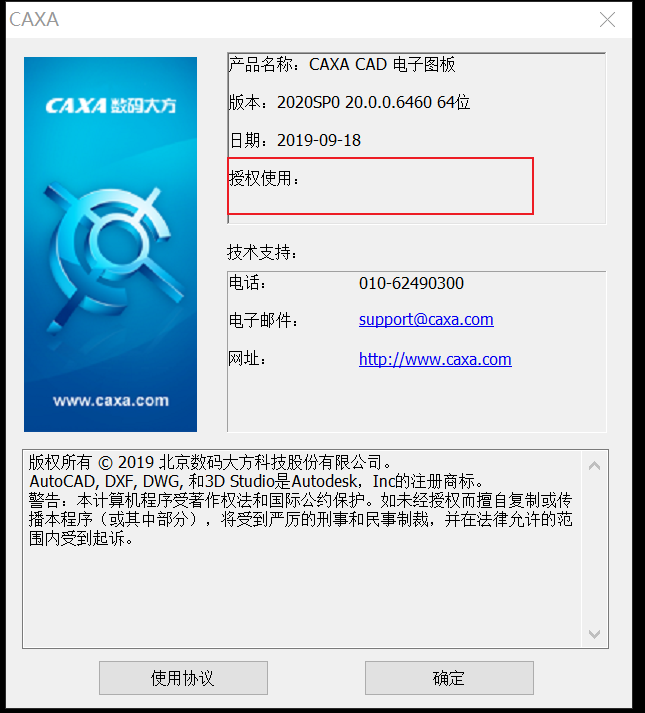 CAXA
CAXA 数码大方
www.caxa.com
产品名称：CAXA CAD 电子图板
版本：2020SP0 20.0.0.6460 64位
日期：2019-09-18
授权使用：
技术支持：
电话： 010-62490300
电子邮件： support@caxa.com
网址： http://www.caxa.com
版权所有 © 2019 北京数码大方科技股份有限公司。
AutoCAD, DXF, DWG, 和3D Studio是Autodesk，Inc的注册商标。
警告：本计算机程序受著作权法和国际公约保护。如未经授权而擅自复制或传
播本程序（或其中部分），将受到严厉的刑事和民事制裁，并在法律允许的范
围内受到起诉。
使用协议 确定